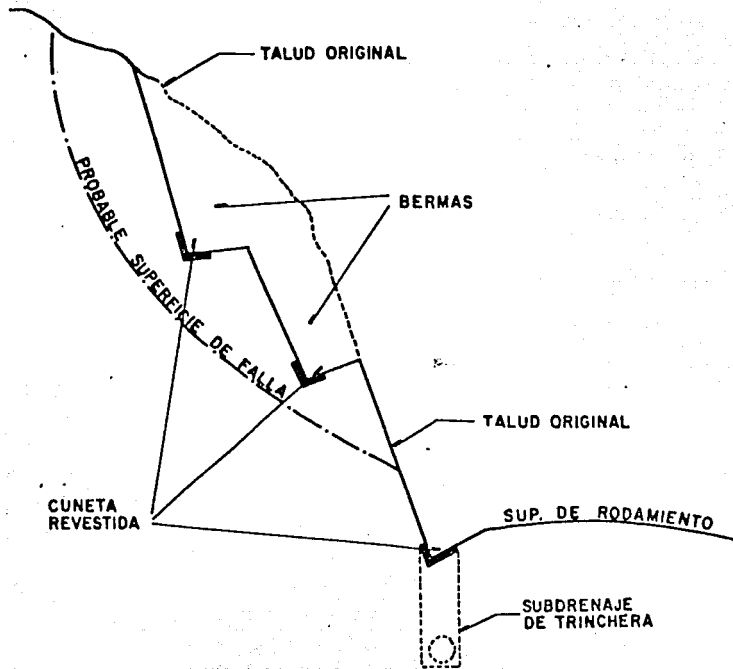 TALUD ORIGINAL
PROBABLE SUPERFICIE DE FALLA
BERMAS
TALUD ORIGINAL
CUNETA
REVESTIDA
SUP. DE RODAMIENTO
SUBDRENAJE
DE TRINCHERA